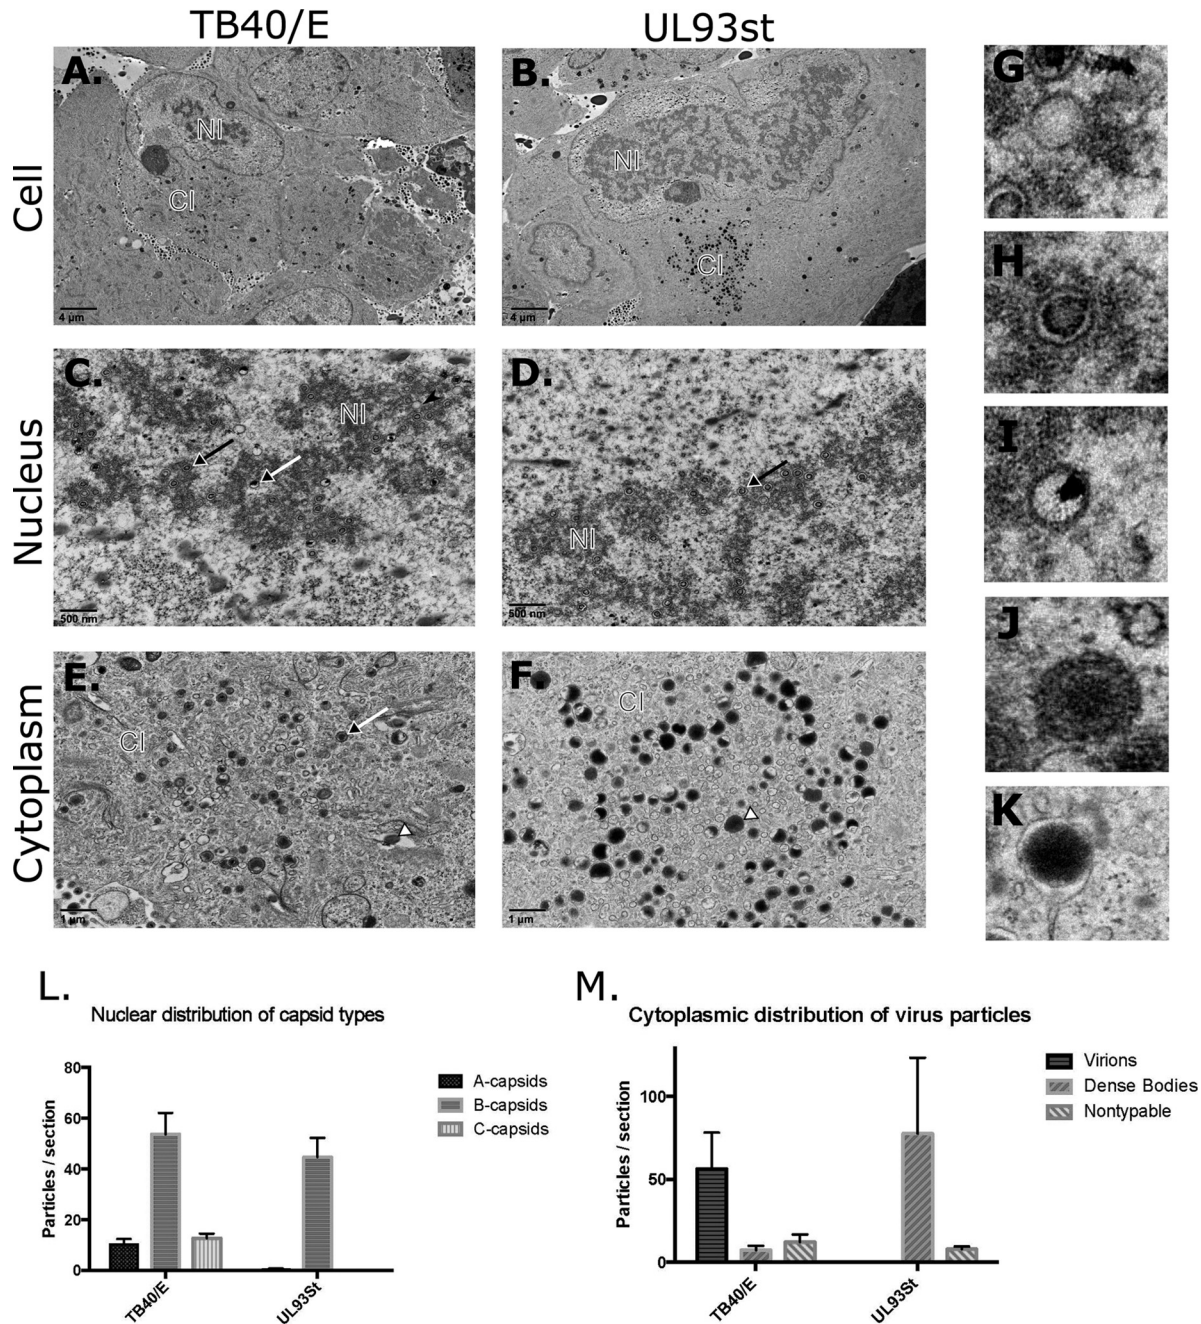 TB40/E
UL93st
Cell
A.
NI
CI
4 µm
B.
NI
CI
4 µm
Nucleus
C.
NI
500 nm
D.
NI
500 nm
Cytoplasm
E.
CI
1 µm
F.
CI
1 µm
G
H
I
J
K
L.
Nuclear distribution of capsid types
Particles / section
80
60
40
20
0
TB40/E
UL93St
A-capsids
B-capsids
C-capsids
M.
Cytoplasmic distribution of virus particles
Particles / section
100
50
0
TB40/E
UL93St
Virions
Dense Bodies
Nontypable